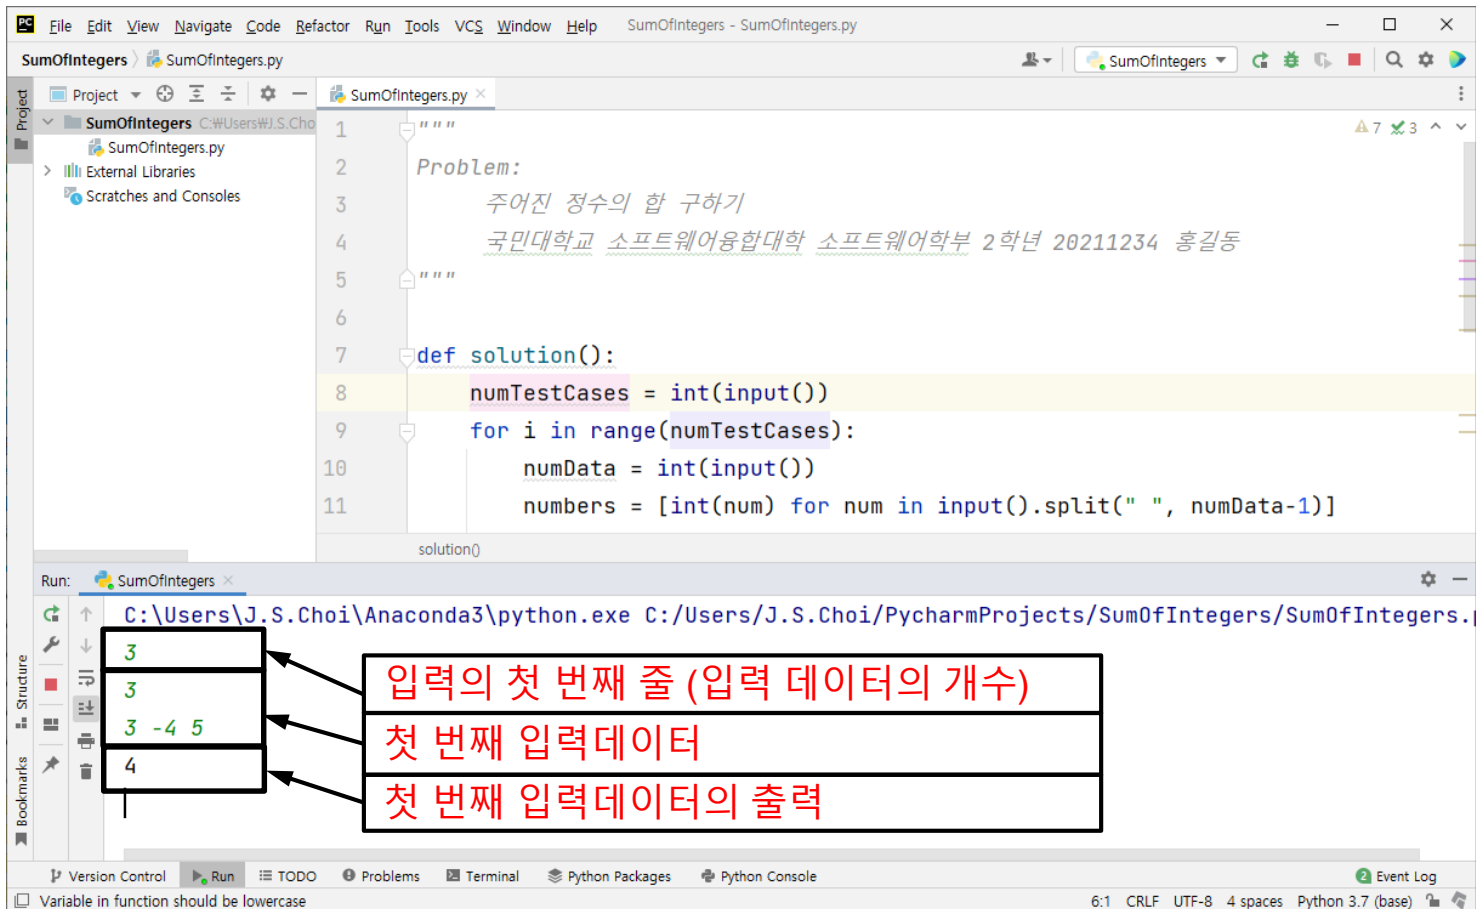 PC File Edit View Navigate Code Refactor Run Tools VCS Window Help SumOfIntegers - SumOfIntegers.py
SumOfIntegers SumOfIntegers.py SumOfIntegers
Project Project SumOfIntegers.py
SumOfIntegers C:₩Users₩J.S.Cho
SumOfIntegers.py
External Libraries
Scratches and Consoles
7 3
1 """
2 Problem:
3 주어진 정수의 합 구하기
4 국민대학교 소프트웨어융합대학 소프트웨어학부 2학년 20211234 홍길동
5 """
6
7 def solution():
8 numTestCases = int(input())
9 for i in range(numTestCases):
10 numData = int(input())
11 numbers = [int(num) for num in input().split(" ", numData-1)]
solution()
Run: SumOfIntegers
C:\Users\J.S.Choi\Anaconda3\python.exe C:/Users/J.S.Choi/PycharmProjects/SumOfIntegers/SumOfIntegers.p
3
입력의 첫 번째 줄 (입력 데이터의 개수)
3
3 -4 5
첫 번째 입력데이터
4
첫 번째 입력데이터의 출력
Structure
Bookmarks
Version Control Run TODO Problems Terminal Python Packages Python Console 2 Event Log
Variable in function should be lowercase 6:1 CRLF UTF-8 4 spaces Python 3.7 (base)